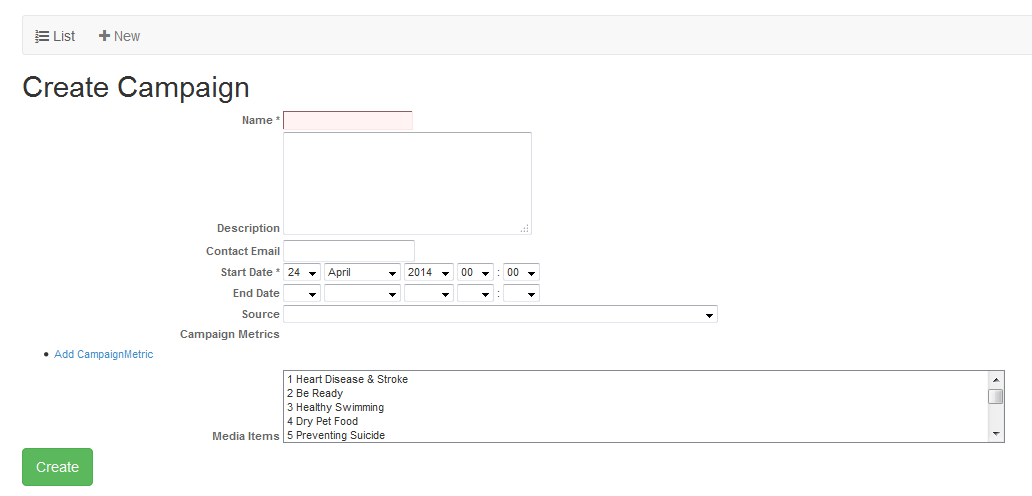 List New
Create Campaign
Name *
Description
Contact Email
Start Date * 24 April 2014 00 : 00
End Date :
Source
Campaign Metrics
• Add CampaignMetric
1 Heart Disease & Stroke
2 Be Ready
3 Healthy Swimming
4 Dry Pet Food
5 Preventing Suicide
Media Items
Create